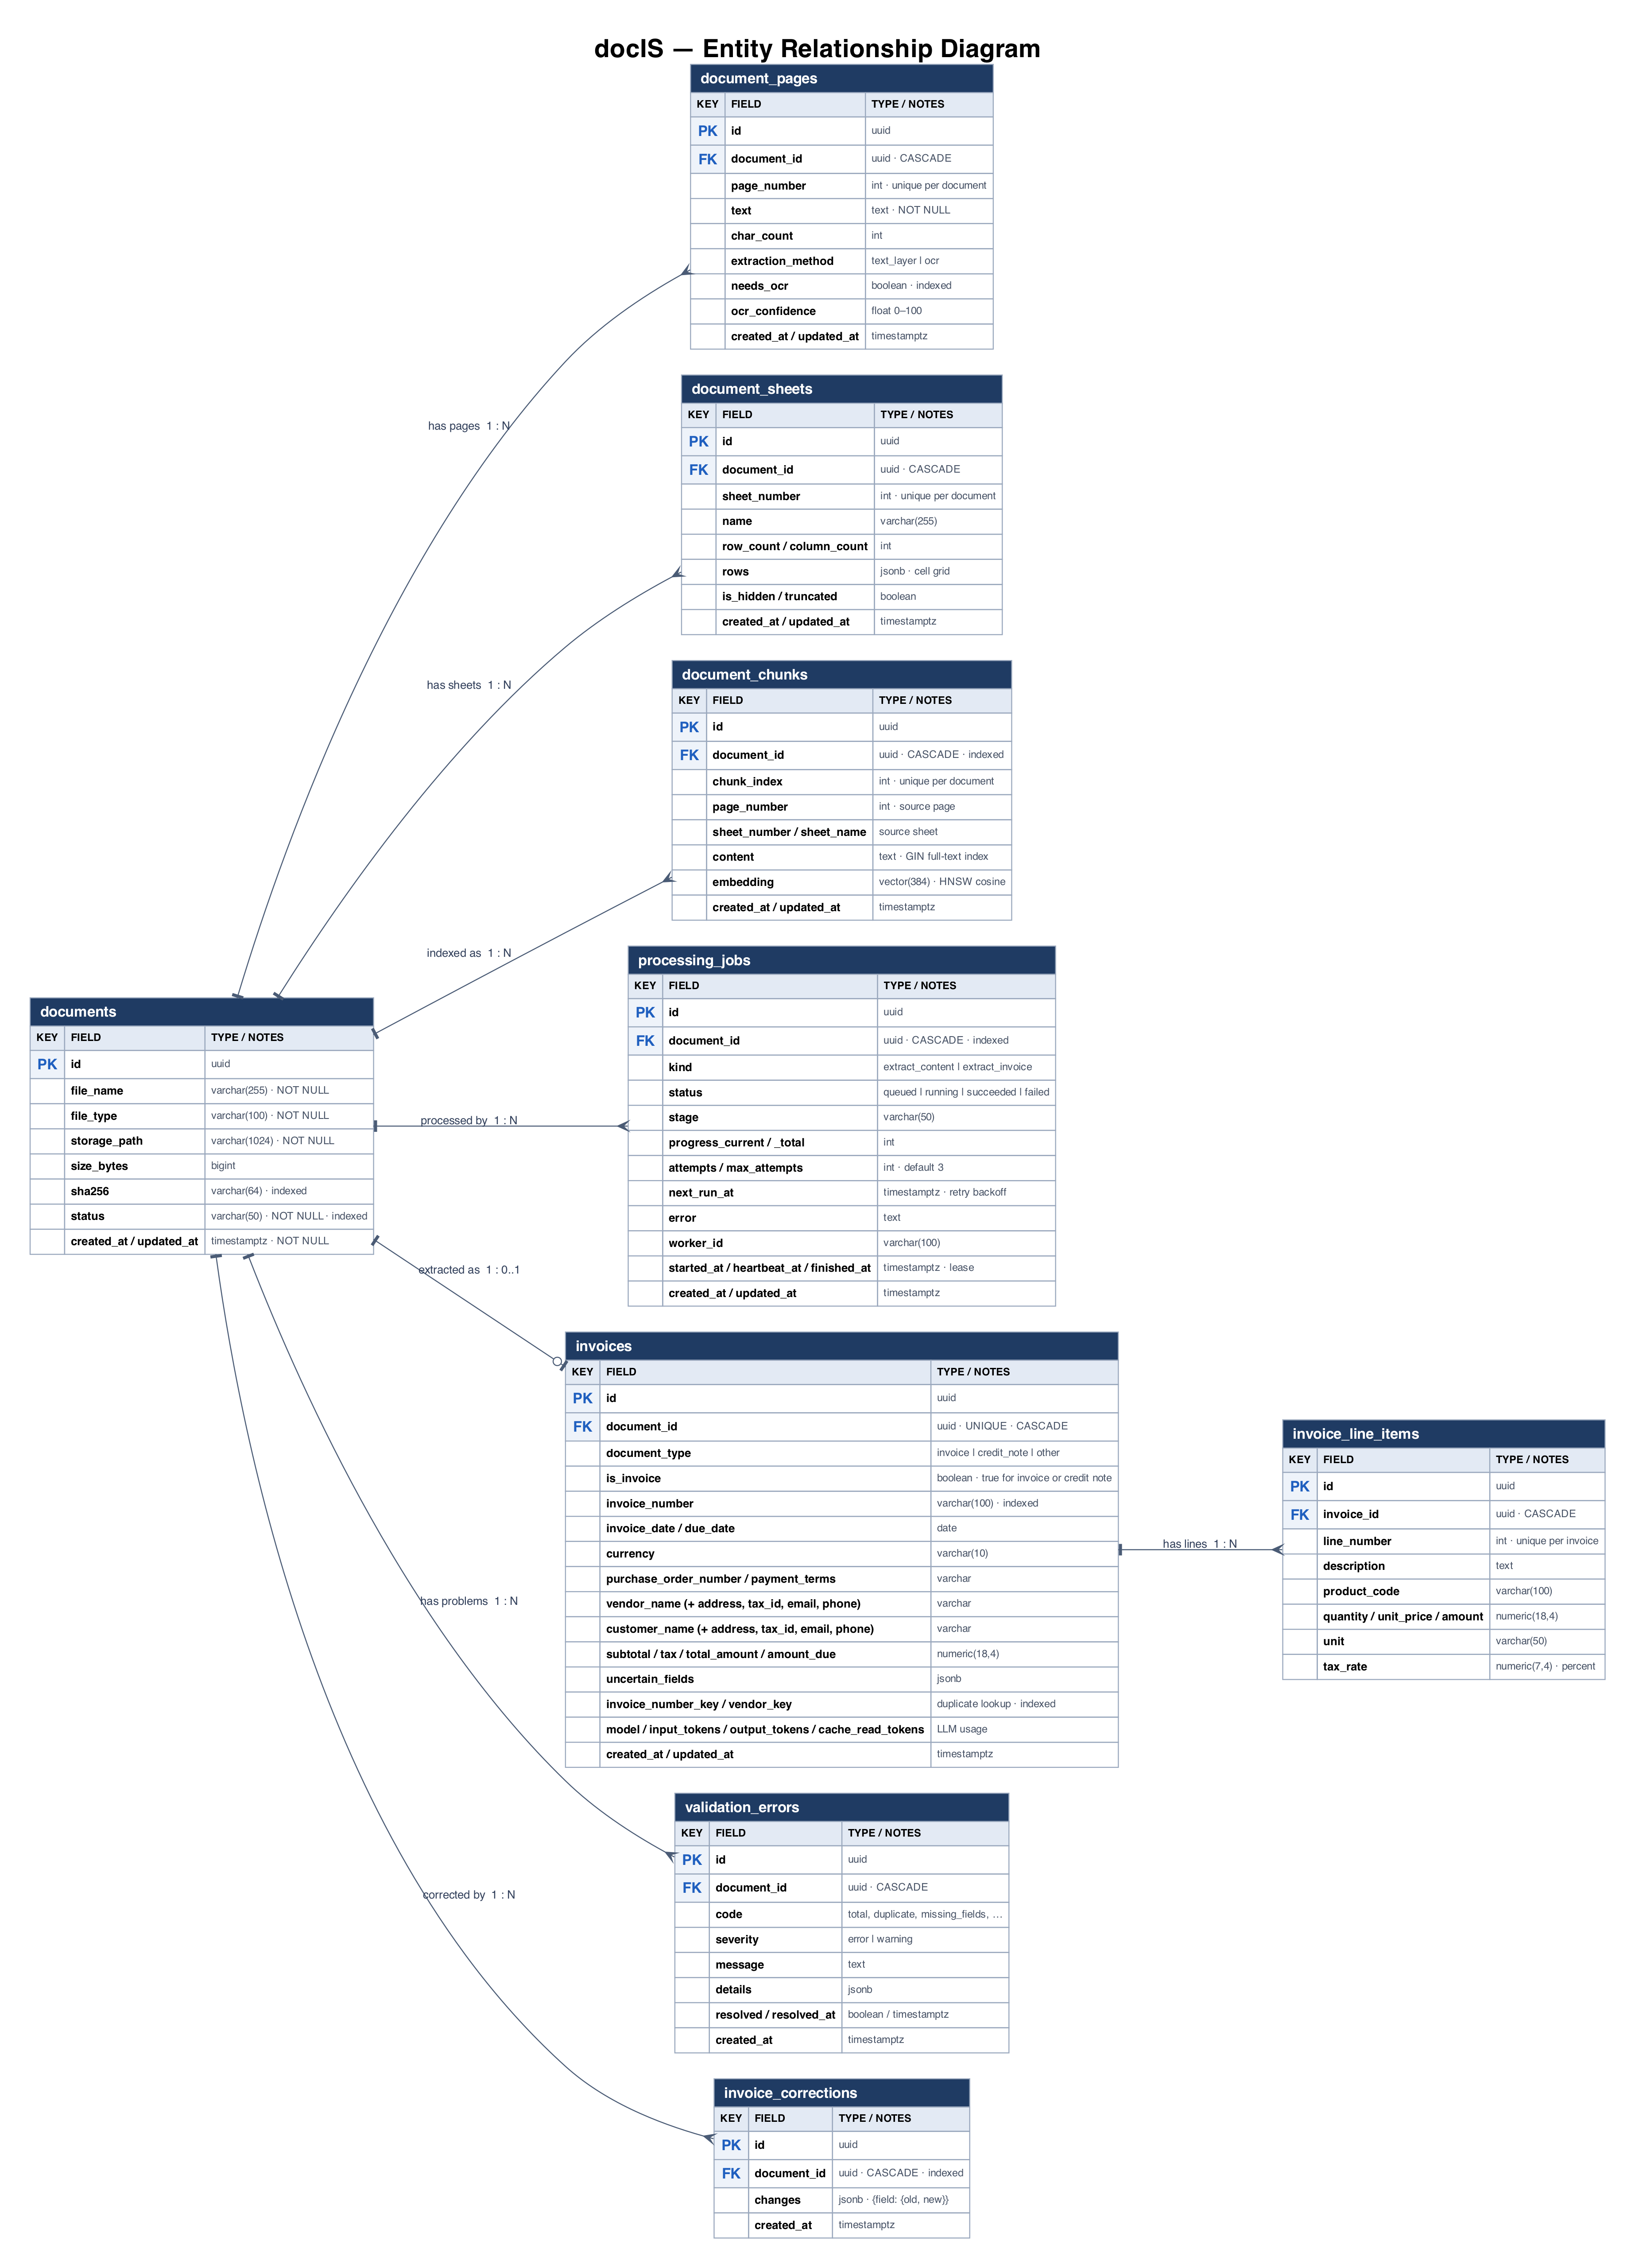 docIS — Entity Relationship Diagram
document_pages
KEY FIELD TYPE / NOTES
PK id uuid
FK document_id uuid · CASCADE
page_number int · unique per document
text text · NOT NULL
char_count int
extraction_method text_layer | ocr
needs_ocr boolean · indexed
ocr_confidence float 0–100
created_at / updated_at timestamptz
has pages 1 : N
document_sheets
KEY FIELD TYPE / NOTES
PK id uuid
FK document_id uuid · CASCADE
sheet_number int · unique per document
name varchar(255)
row_count / column_count int
rows jsonb · cell grid
is_hidden / truncated boolean
created_at / updated_at timestamptz
has sheets 1 : N
document_chunks
KEY FIELD TYPE / NOTES
PK id uuid
FK document_id uuid · CASCADE · indexed
chunk_index int · unique per document
page_number int · source page
sheet_number / sheet_name source sheet
content text · GIN full-text index
embedding vector(384) · HNSW cosine
created_at / updated_at timestamptz
indexed as 1 : N
documents
KEY FIELD TYPE / NOTES
PK id uuid
file_name varchar(255) · NOT NULL
file_type varchar(100) · NOT NULL
storage_path varchar(1024) · NOT NULL
size_bytes bigint
sha256 varchar(64) · indexed
status varchar(50) · NOT NULL · indexed
created_at / updated_at timestamptz · NOT NULL
processed by 1 : N
processing_jobs
KEY FIELD TYPE / NOTES
PK id uuid
FK document_id uuid · CASCADE · indexed
kind extract_content | extract_invoice
status queued | running | succeeded | failed
stage varchar(50)
progress_current / _total int
attempts / max_attempts int · default 3
next_run_at timestamptz · retry backoff
error text
worker_id varchar(100)
started_at / heartbeat_at / finished_at timestamptz · lease
created_at / updated_at timestamptz
extracted as 1 : 0..1
invoices
KEY FIELD TYPE / NOTES
PK id uuid
FK document_id uuid · UNIQUE · CASCADE
document_type invoice | credit_note | other
is_invoice boolean · true for invoice or credit note
invoice_number varchar(100) · indexed
invoice_date / due_date date
currency varchar(10)
purchase_order_number / payment_terms varchar
vendor_name (+ address, tax_id, email, phone) varchar
customer_name (+ address, tax_id, email, phone) varchar
subtotal / tax / total_amount / amount_due numeric(18,4)
uncertain_fields jsonb
invoice_number_key / vendor_key duplicate lookup · indexed
model / input_tokens / output_tokens / cache_read_tokens LLM usage
created_at / updated_at timestamptz
has lines 1 : N
invoice_line_items
KEY FIELD TYPE / NOTES
PK id uuid
FK invoice_id uuid · CASCADE
line_number int · unique per invoice
description text
product_code varchar(100)
quantity / unit_price / amount numeric(18,4)
unit varchar(50)
tax_rate numeric(7,4) · percent
has problems 1 : N
validation_errors
KEY FIELD TYPE / NOTES
PK id uuid
FK document_id uuid · CASCADE
code total, duplicate, missing_fields, …
severity error | warning
message text
details jsonb
resolved / resolved_at boolean / timestamptz
created_at timestamptz
corrected by 1 : N
invoice_corrections
KEY FIELD TYPE / NOTES
PK id uuid
FK document_id uuid · CASCADE · indexed
changes jsonb · {field: {old, new}}
created_at timestamptz